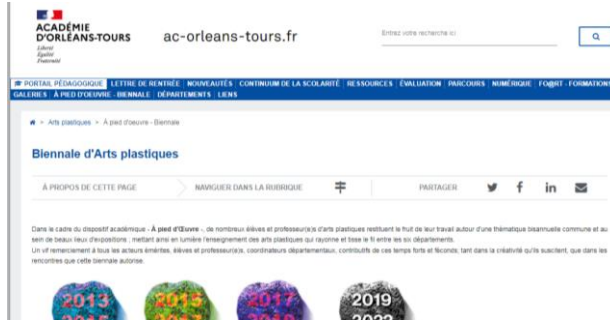 ACADÉMIE
D'ORLÉANS-TOURS
Liberté
Égalité
Fraternité
ac-orleans-tours.fr
Entrez votre recherche ici
PORTAIL PÉDAGOGIQUE LETTRE DE RENTRÉE NOUVEAUTÉS CONTINUUM DE LA SCOLARITÉ RESSOURCES ÉVALUATION PARCOURS NUMÉRIQUE FO@RT - FORMATIONS
GALERIES À PIED D'OEUVRE - BIENNALE DÉPARTEMENTS LIENS
> Arts plastiques > À pied d'oeuvre - Biennale
Biennale d'Arts plastiques
À PROPOS DE CETTE PAGE NAVIGUER DANS LA RUBRIQUE PARTAGER
Dans le cadre du dispositif académique - À pied d'Œuvre -, de nombreux élèves et professeur(e)s d'arts plastiques restituent le fruit de leur travail autour d'une thématique bisannuelle commune et au
sein de beaux lieux d'expositions ; mettant ainsi en lumière l'enseignement des arts plastiques qui rayonne et tisse le fil entre les six départements.
Un vif remerciement à tous les acteurs émérites, élèves et professeur(e)s, coordinateurs départementaux, contributifs de ces temps forts et féconds; tant dans la créativité qu'ils suscitent, que dans les
rencontres que cette biennale autorise.
2013 2015 2017 2019
2015 2017 2019 2022